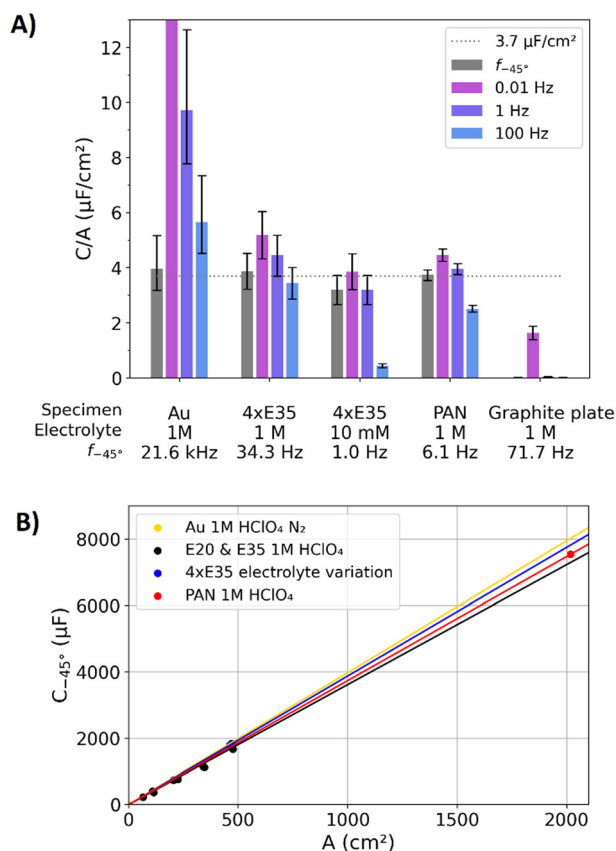 A)
C/A (µF/cm²)
12
10
8
6
4
2
0
3.7 µF/cm²
f₋₄₅°
0.01 Hz
1 Hz
100 Hz
Specimen Au 4xE35 4xE35 PAN Graphite plate
Electrolyte 1M 1 M 10 mM 1 M 1 M
f₋₄₅° 21.6 kHz 34.3 Hz 1.0 Hz 6.1 Hz 71.7 Hz
B)
C₋₄₅° (µF)
8000
6000
4000
2000
0
Au 1M HClO₄ N₂
E20 & E35 1M HClO₄
4xE35 electrolyte variation
PAN 1M HClO₄
0 500 1000 1500 2000
A (cm²)